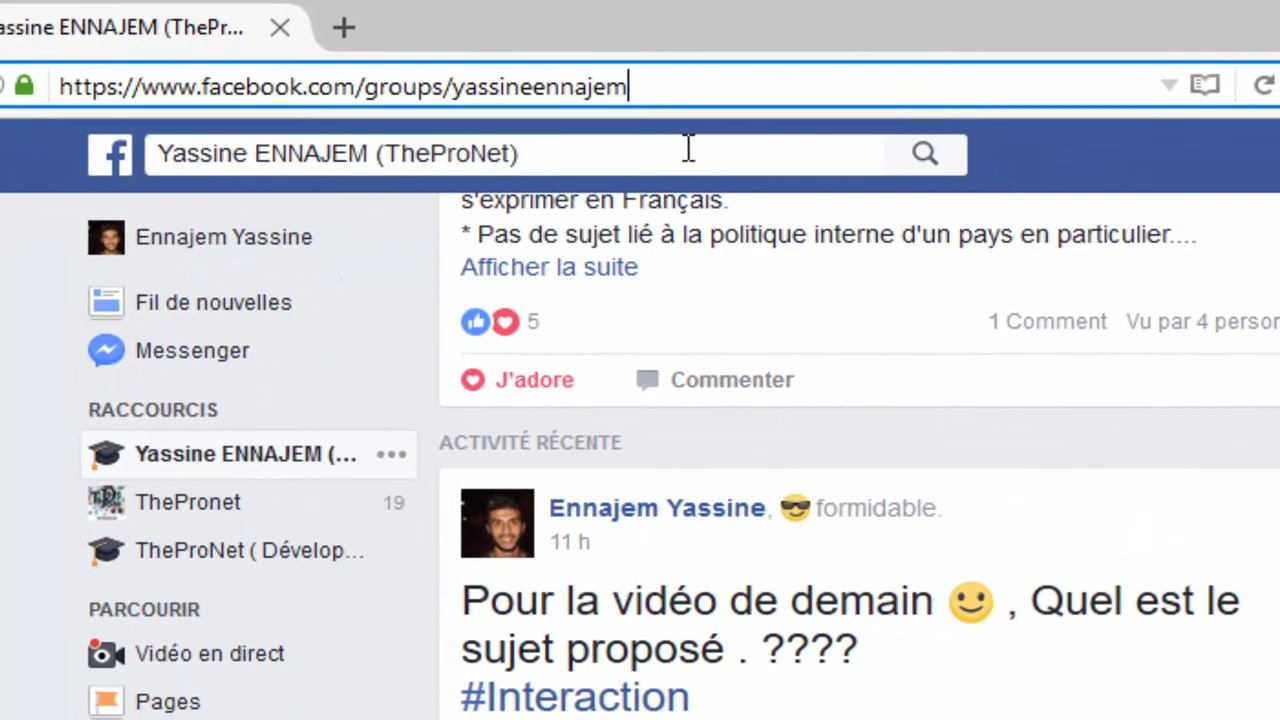 assine ENNAJEM (ThePr...
https://www.facebook.com/groups/yassineennajem
Yassine ENNAJEM (TheProNet)
Ennajem Yassine
Fil de nouvelles
Messenger
RACCOURCIS
Yassine ENNAJEM (...
ThePronet 19
TheProNet ( Dévelop...
PARCOURIR
Vidéo en direct
Pages
s'exprimer en Français.
* Pas de sujet lié à la politique interne d'un pays en particulier....
Afficher la suite
5 1 Comment Vu par 4 person
J'adore Commenter
ACTIVITÉ RÉCENTE
Ennajem Yassine, 😎 formidable.
11 h
Pour la vidéo de demain 🙂 , Quel est le
sujet proposé . ????
#Interaction